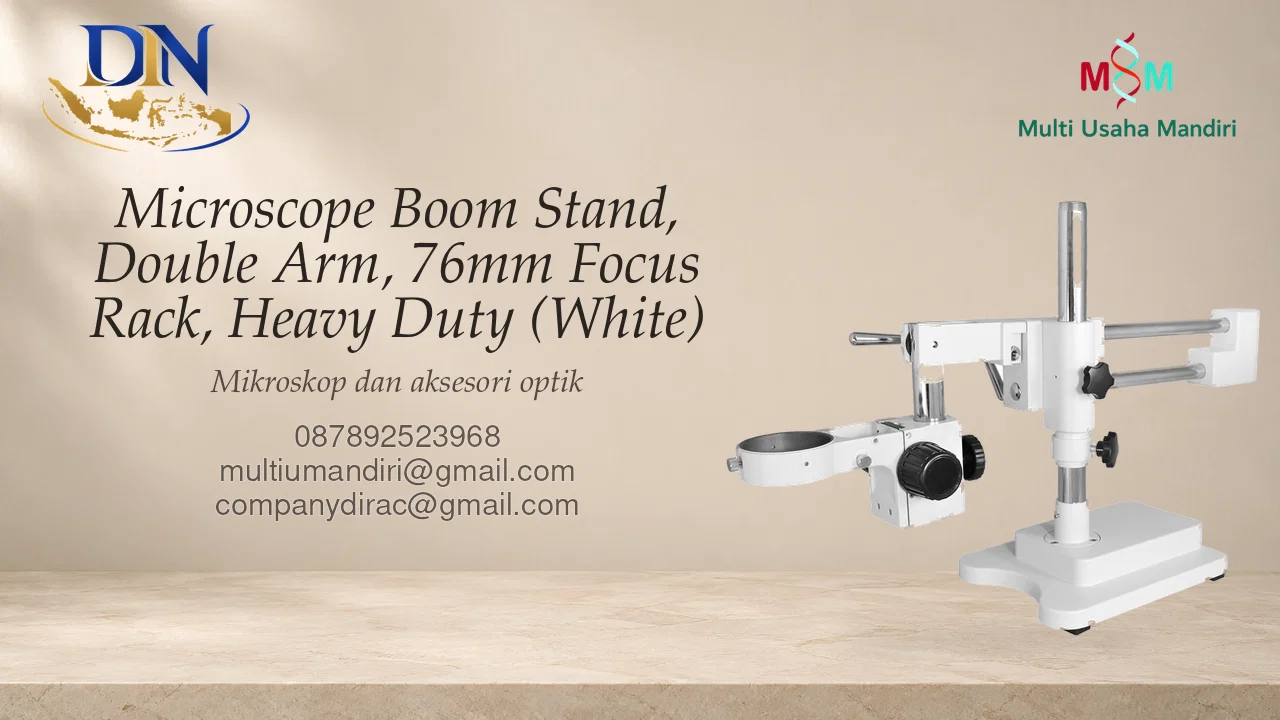 DN
M M
Multi Usaha Mandiri
Microscope Boom Stand,
Double Arm, 76mm Focus
Rack, Heavy Duty (White)
Mikroskop dan aksesori optik
087892523968
multiumandiri@gmail.com
companydirac@gmail.com